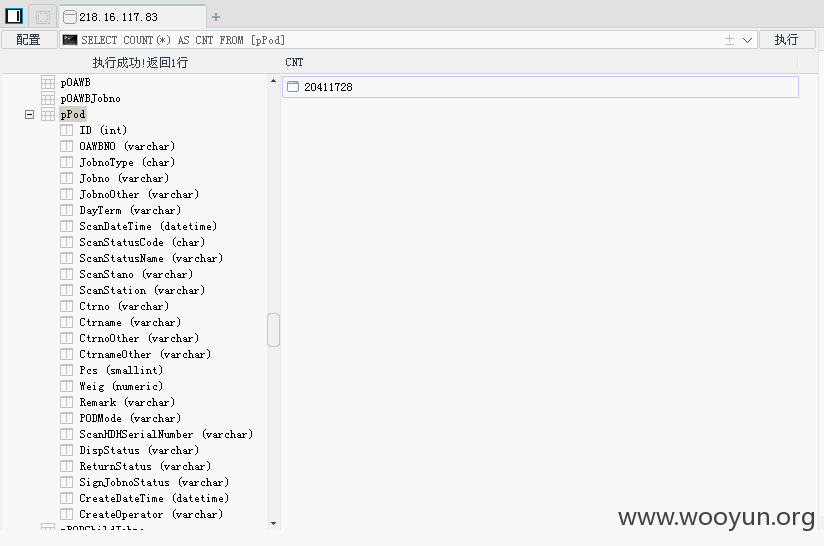 218.16.117.83
+
配置
SELECT COUNT(*) AS CNT FROM [pPod]
执行
执行成功!返回1行
CNT
20411728
pOAWB
pOAWBJobno
pPod
ID (int)
OAWBNO (varchar)
JobnoType (char)
Jobno (varchar)
JobnoOther (varchar)
DayTerm (varchar)
ScanDateTime (datetime)
ScanStatusCode (char)
ScanStatusName (varchar)
ScanStano (varchar)
ScanStation (varchar)
Ctrno (varchar)
Ctrname (varchar)
CtrnoOther (varchar)
CtrnameOther (varchar)
Pcs (smallint)
Weig (numeric)
Remark (varchar)
PODMode (varchar)
ScanHDHSerialNumber (varchar)
DispStatus (varchar)
ReturnStatus (varchar)
SignJobnoStatus (varchar)
CreateDateTime (datetime)
CreateOperator (varchar)
www.wooyun.org